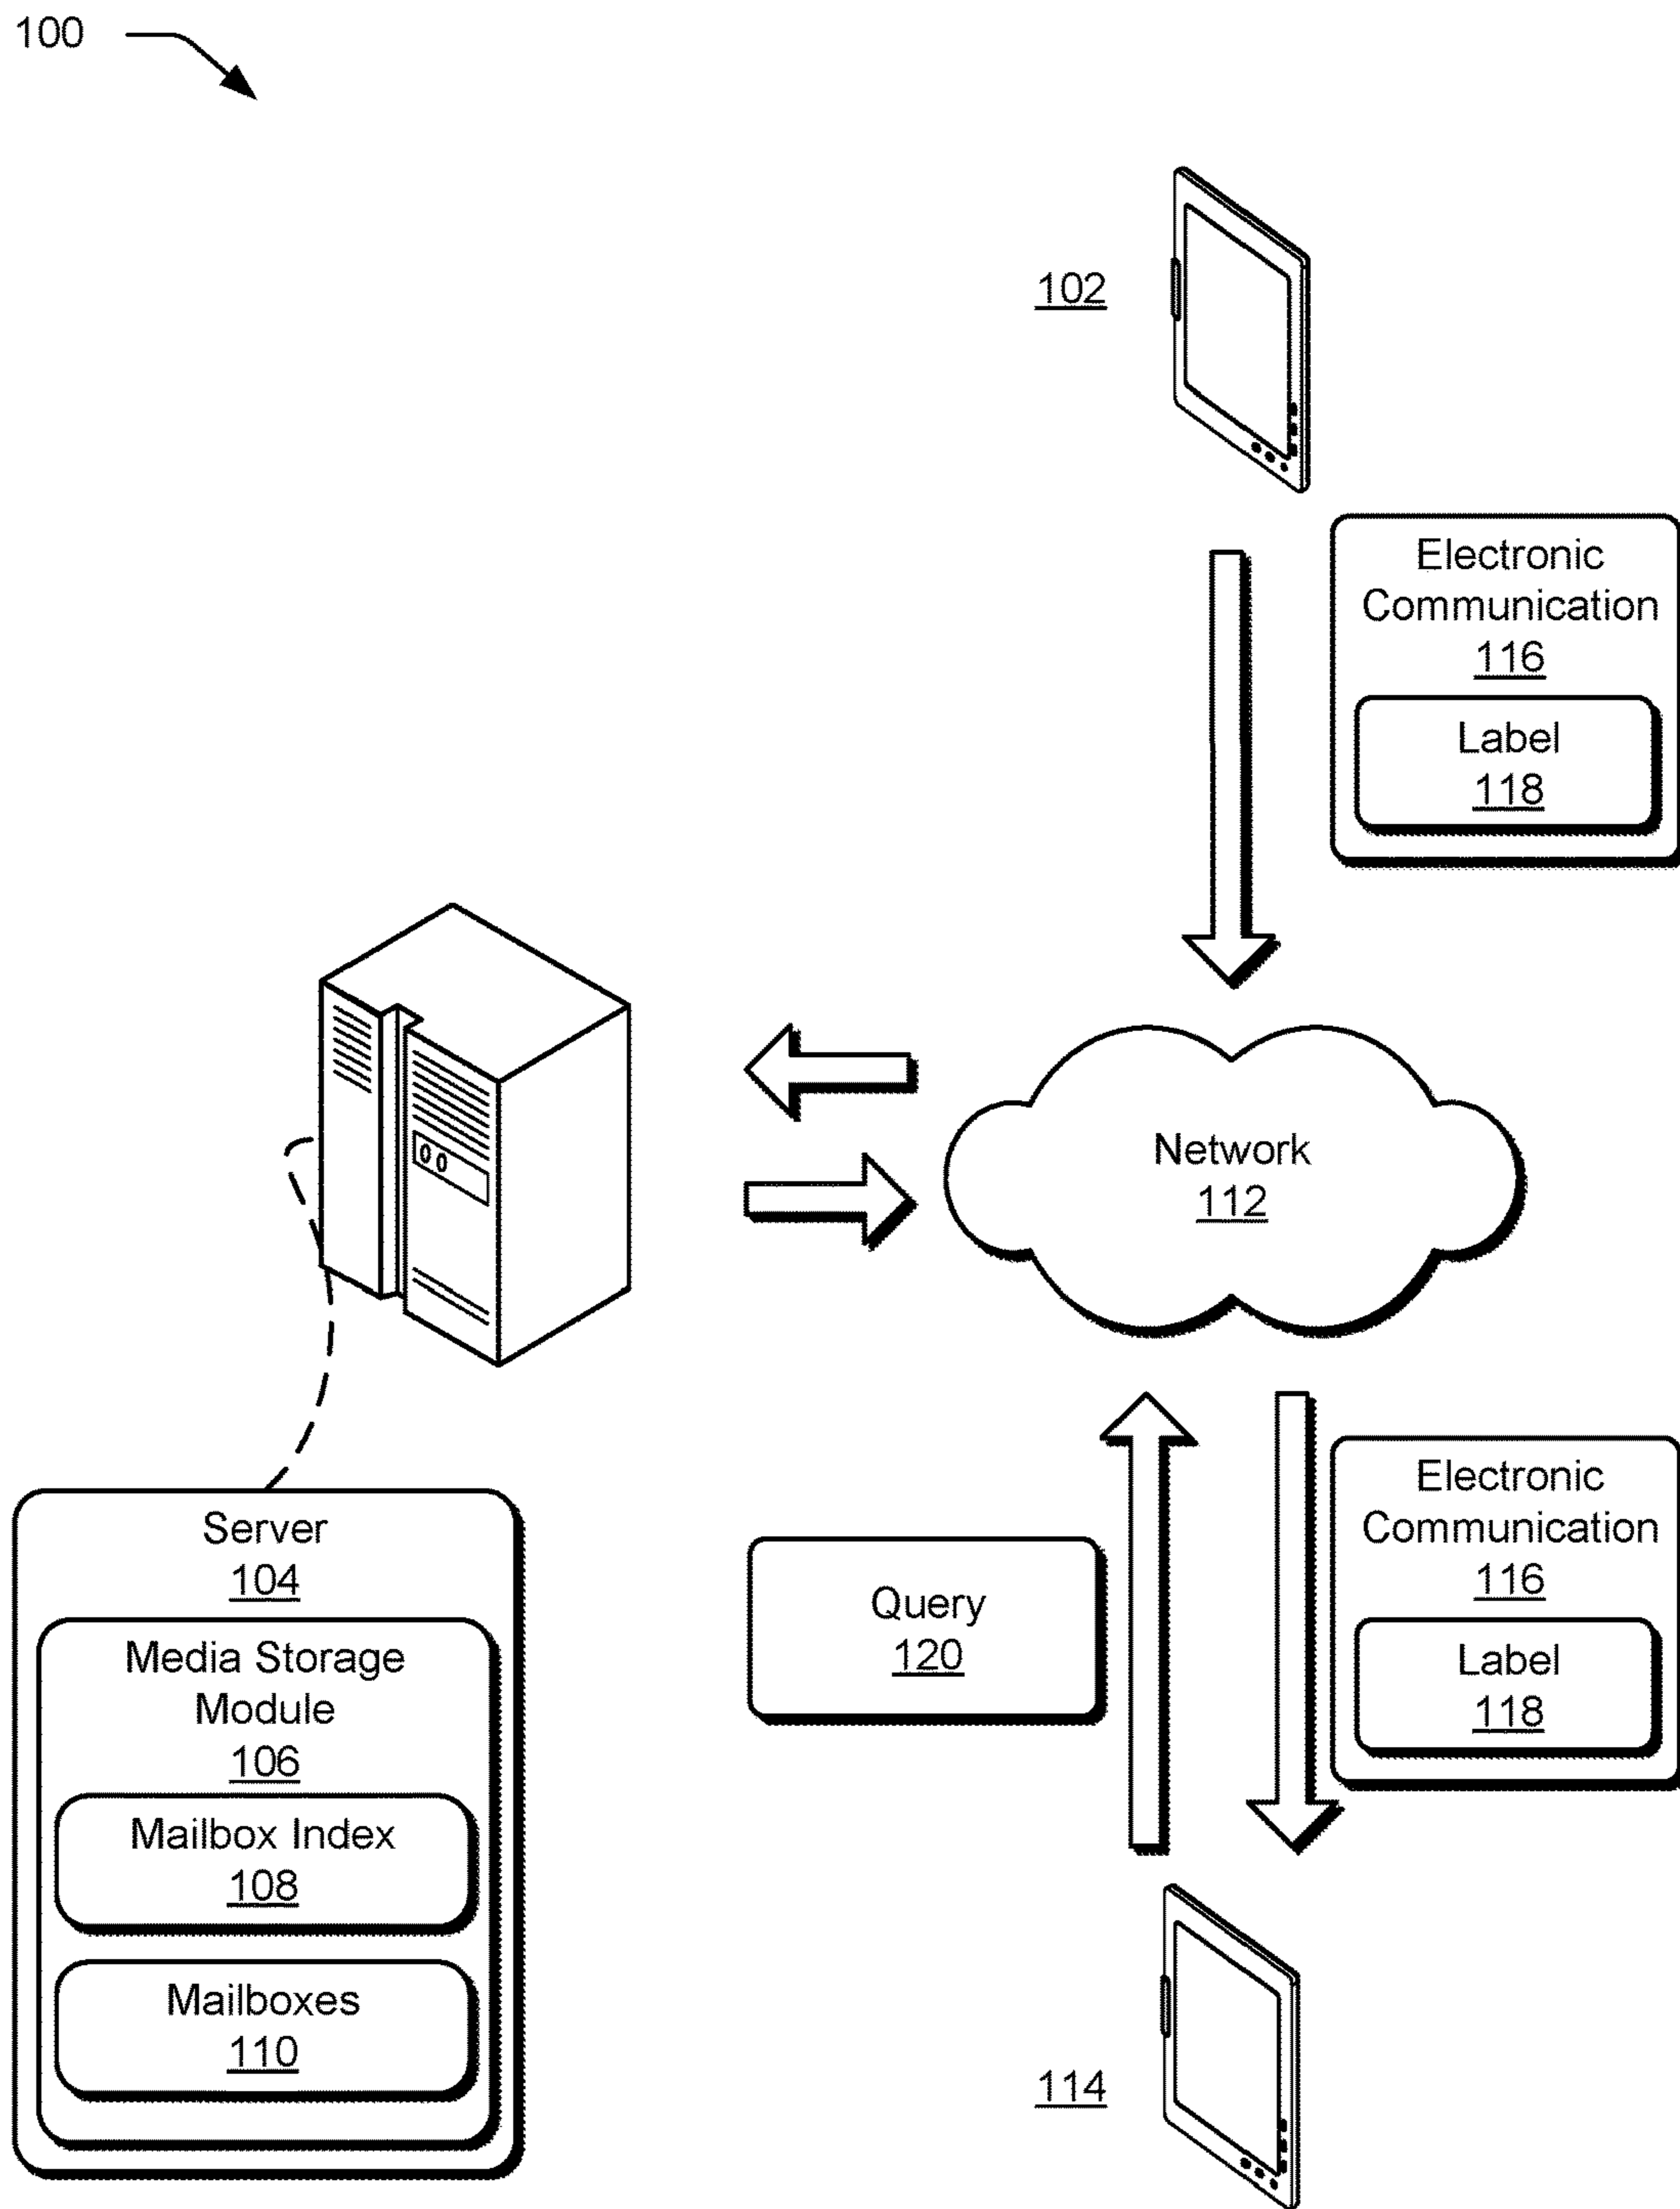 100
102
Electronic
Communication
116
Label
118
Network
112
Server
104
Media Storage
Module
106
Mailbox Index
108
Mailboxes
110
Query
120
Electronic
Communication
116
Label
118
114